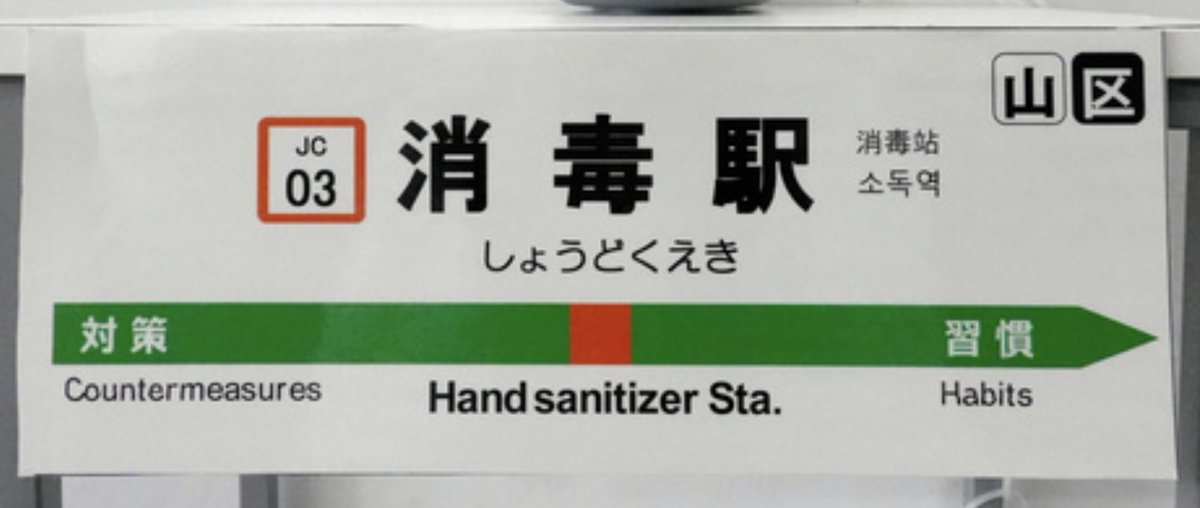 山 区
JC
03
消毒駅
消毒站
소독역
しょうどくえき
対策
習慣
Countermeasures
Hand sanitizer Sta.
Habits